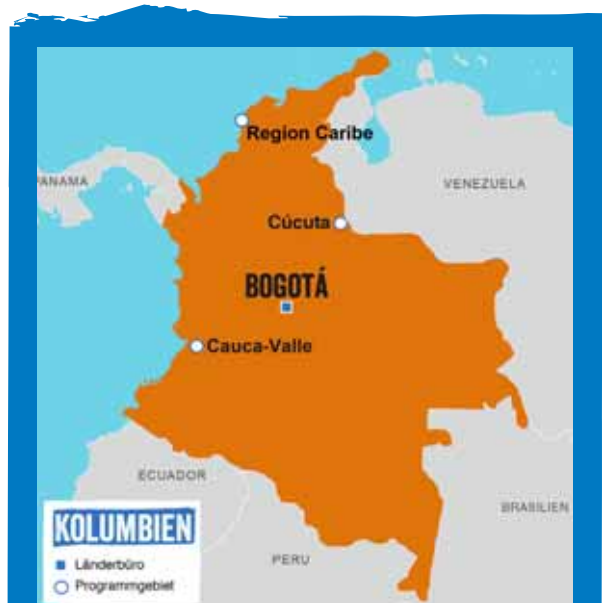 Region Caribe
PANAMA
VENEZUELA
Cúcuta
BOGOTÁ
Cauca-Valle
ECUADOR
BRASILIEN
PERU
KOLUMBIEN
Länderbüro
Programmgebiet